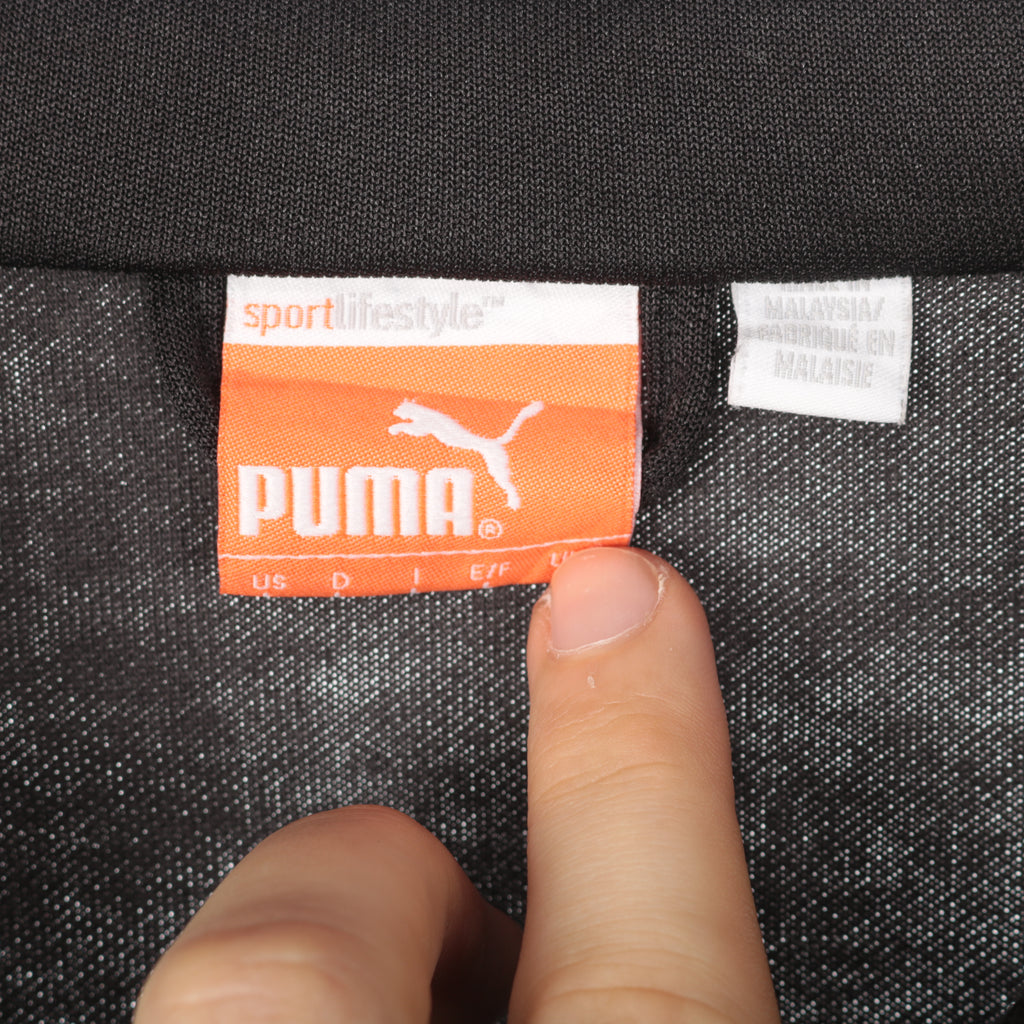 sportlifestyle™
PUMA®
US D I E/F
MADE IN
MALAYSIA/
FABRIQUÉ EN
MALAISIE